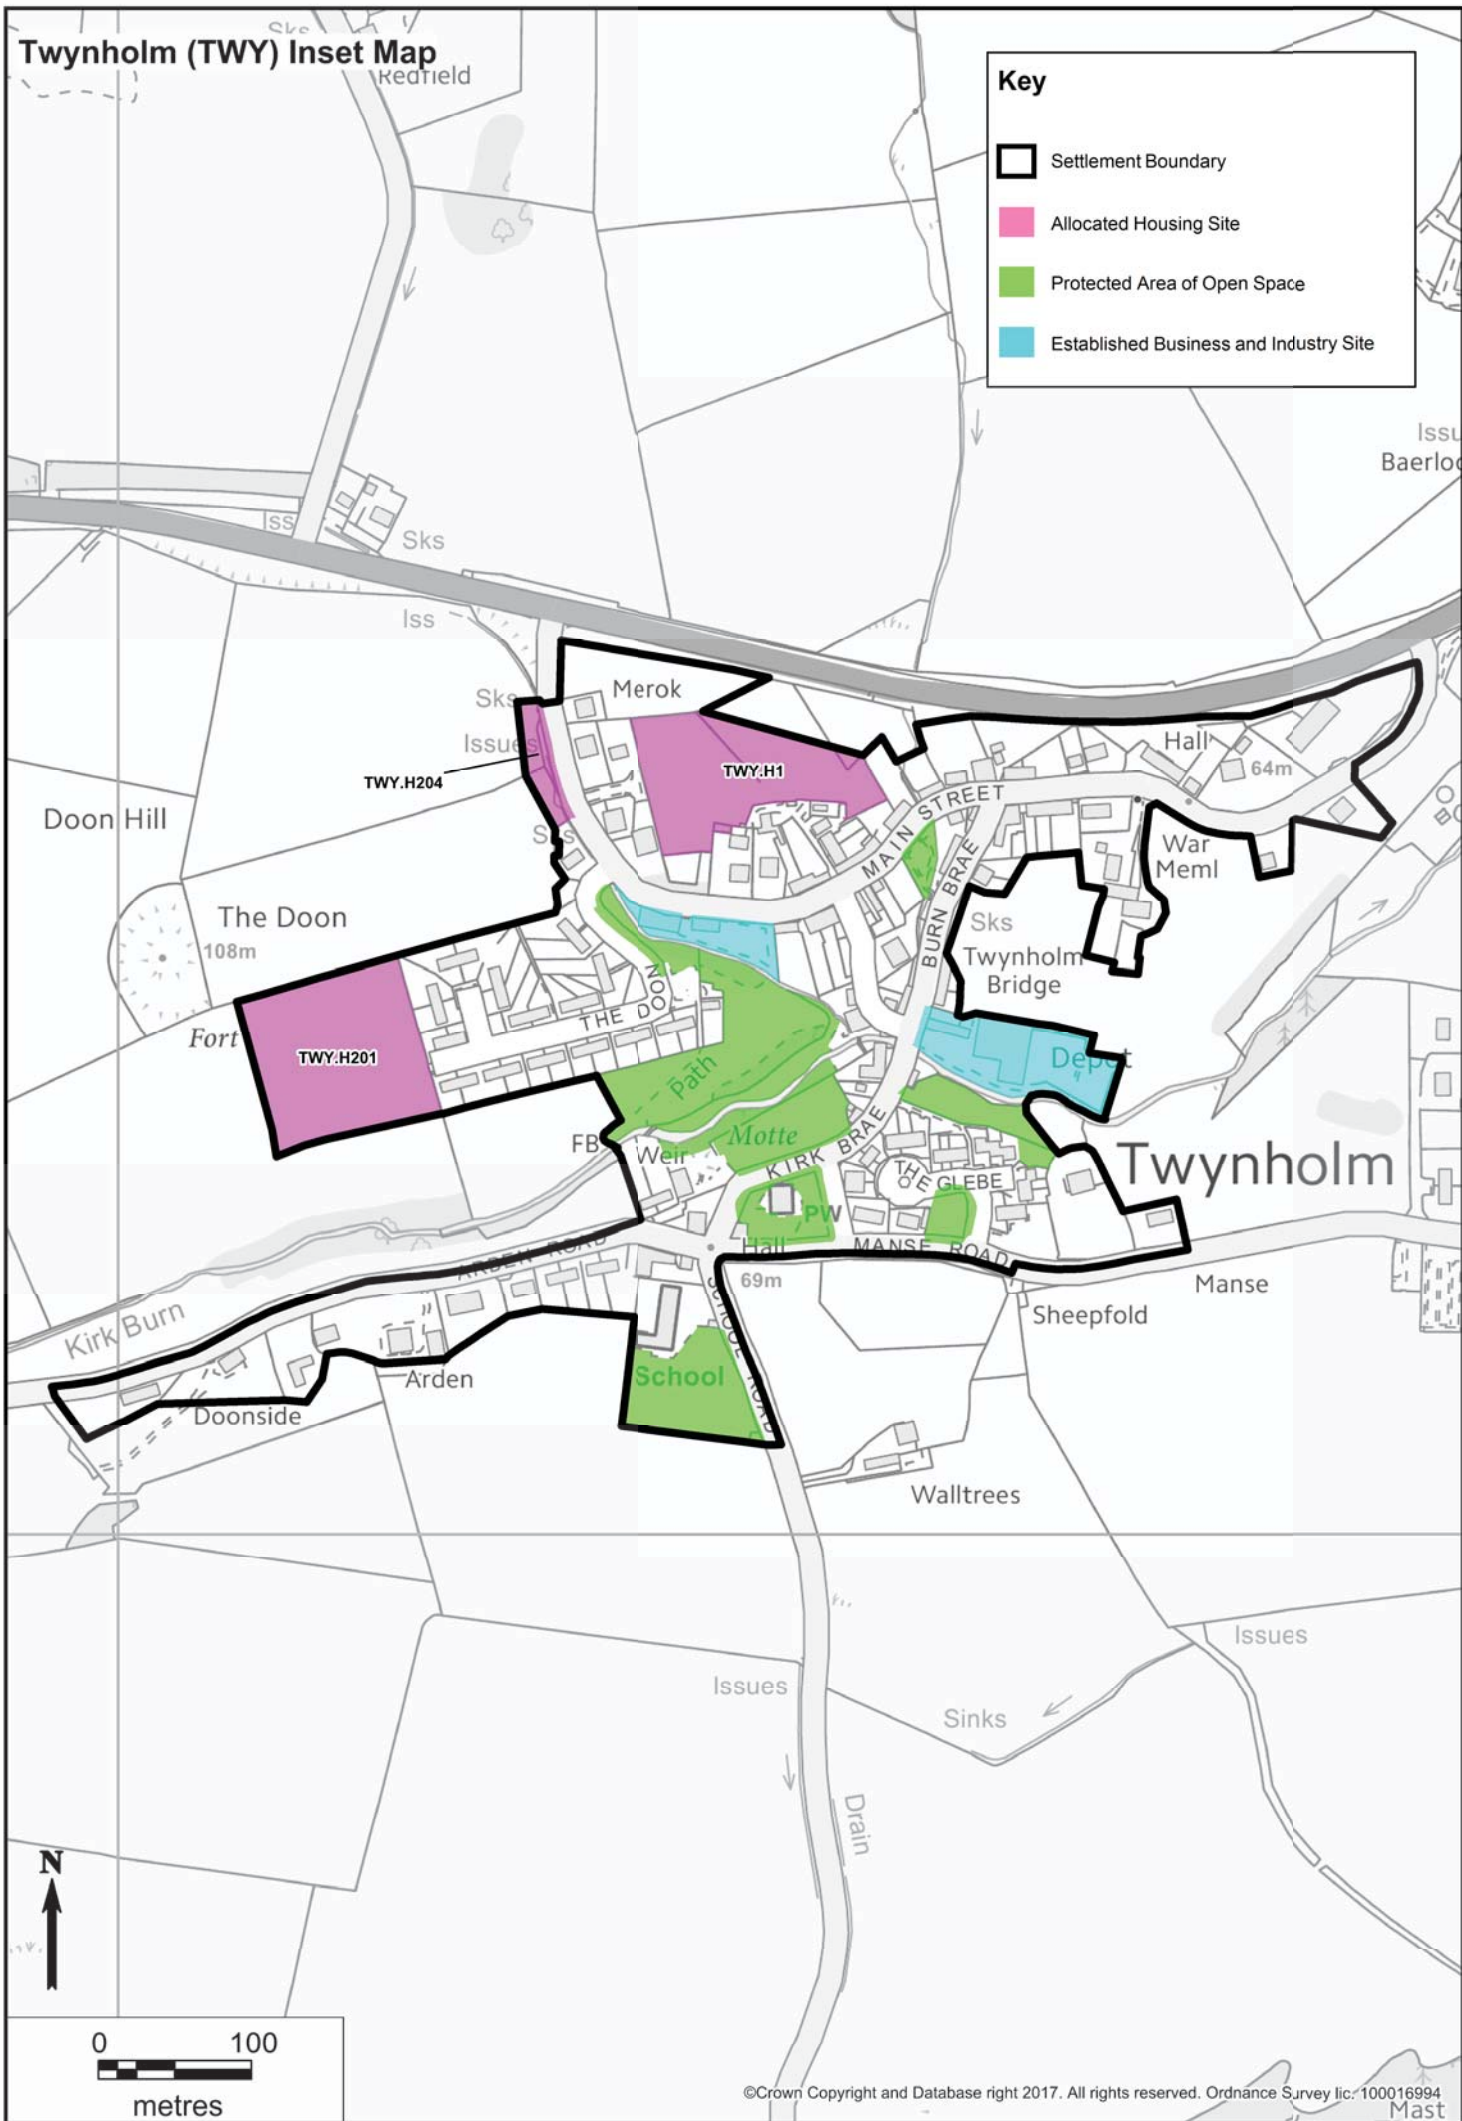 Sks
Twynholm (TWY) Inset Map
Redfield
Key
Settlement Boundary
Allocated Housing Site
Protected Area of Open Space
Established Business and Industry Site
Baerloc
Iss
Sks
Iss
Sks
Merok
Issues
TWY.H204
TWY.H1
Hall
64m
MAIN STREET
Doon Hill
Sks
War
Meml
BURN BRAE
The Doon
108m
Sks
Twynholm
Bridge
THE DOON
Fort
TWY.H201
Depot
Path
Motte
FB
Weir
KIRK BRAE
Twynholm
THE GLEBE
PW
Hall
MANSE ROAD
ARDEN ROAD
69m
Manse
Sheepfold
SCHOOL ROAD
Kirk Burn
Arden
School
Doonside
Walltrees
Issues
Issues
Sinks
Drain
N
0 100
metres
©Crown Copyright and Database right 2017. All rights reserved. Ordnance Survey lic. 100016994
Mast